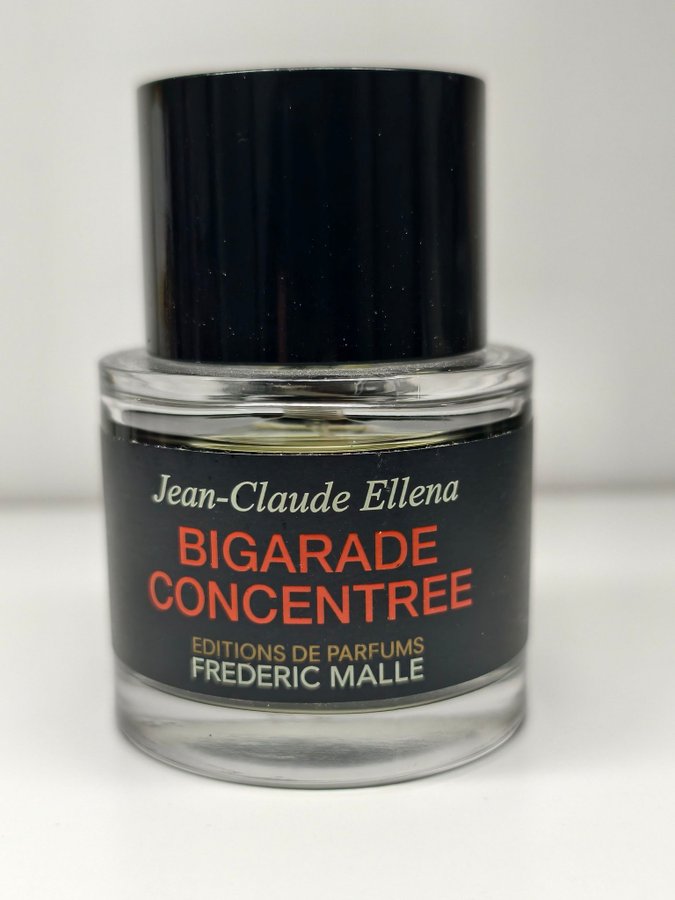 Jean-Claude Ellena
BIGARADE
CONCENTREE
EDITIONS DE PARFUMS
FREDERIC MALLE